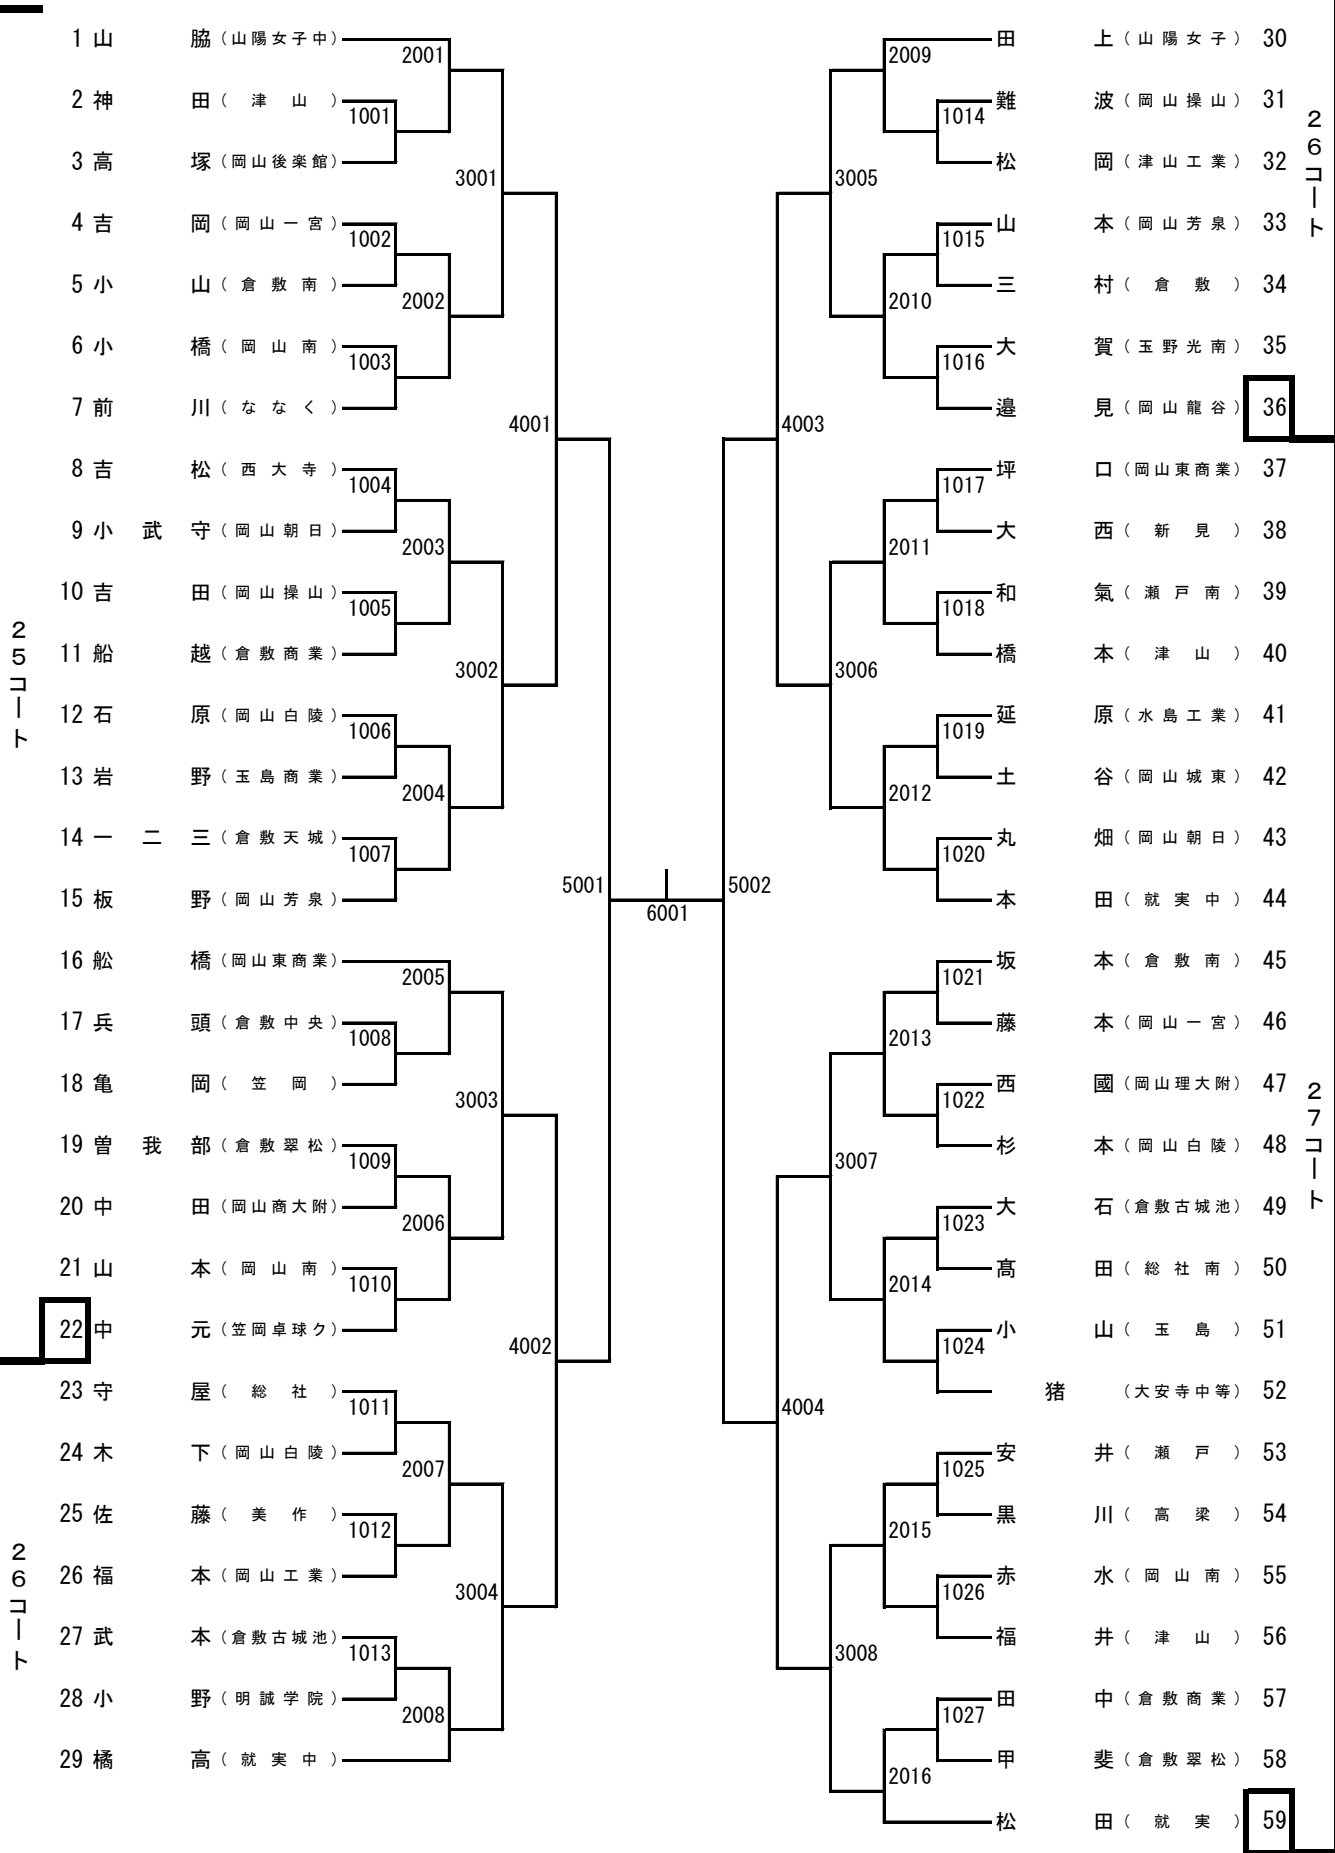 1 山 脇 (山陽女子中)
2 神 田 (津山)
3 高 塚 (岡山後楽館)
4 吉 岡 (岡山一宮)
5 小 山 (倉敷南)
6 小 橋 (岡山南)
7 前 川 (ななく)
8 吉 松 (西大寺)
9 小 武 守 (岡山朝日)
10 吉 田 (岡山操山)
11 船 越 (倉敷商業)
12 石 原 (岡山白陵)
13 岩 野 (玉島商業)
14 一 二 三 (倉敷天城)
15 板 野 (岡山芳泉)
16 舩 橋 (岡山東商業)
17 兵 頭 (倉敷中央)
18 亀 岡 (笠岡)
19 曽 我 部 (倉敷翠松)
20 中 田 (岡山商大附)
21 山 本 (岡山南)
22 中 元 (笠岡卓球ク)
23 守 屋 (総社)
24 木 下 (岡山白陵)
25 佐 藤 (美作)
26 福 本 (岡山工業)
27 武 本 (倉敷古城池)
28 小 野 (明誠学院)
29 橘 高 (就実中)
25コート
26コート
1001
1002
1003
1004
1005
1006
1007
1008
1009
1010
1011
1012
1013
2001
2002
2003
2004
2005
2006
2007
2008
3001
3002
3003
3004
4001
4002
5001
6001
5002
4003
4004
3005
3006
3007
3008
2009
2010
2011
2012
2013
2014
2015
2016
1014
1015
1016
1017
1018
1019
1020
1021
1022
1023
1024
1025
1026
1027
田 上 (山陽女子) 30
難 波 (岡山操山) 31
松 岡 (津山工業) 32
山 本 (岡山芳泉) 33
三 村 (倉敷) 34
大 賀 (玉野光南) 35
邉 見 (岡山龍谷) 36
坪 口 (岡山東商業) 37
大 西 (新見) 38
和 氣 (瀬戸南) 39
橋 本 (津山) 40
延 原 (水島工業) 41
土 谷 (岡山城東) 42
丸 畑 (岡山朝日) 43
本 田 (就実中) 44
坂 本 (倉敷南) 45
藤 本 (岡山一宮) 46
西 國 (岡山理大附) 47
杉 本 (岡山白陵) 48
大 石 (倉敷古城池) 49
髙 田 (総社南) 50
小 山 (玉島) 51
猪 (大安寺中等) 52
安 井 (瀬戸) 53
黒 川 (高梁) 54
赤 水 (岡山南) 55
福 井 (津山) 56
田 中 (倉敷商業) 57
甲 斐 (倉敷翠松) 58
松 田 (就実) 59
26コート
27コート